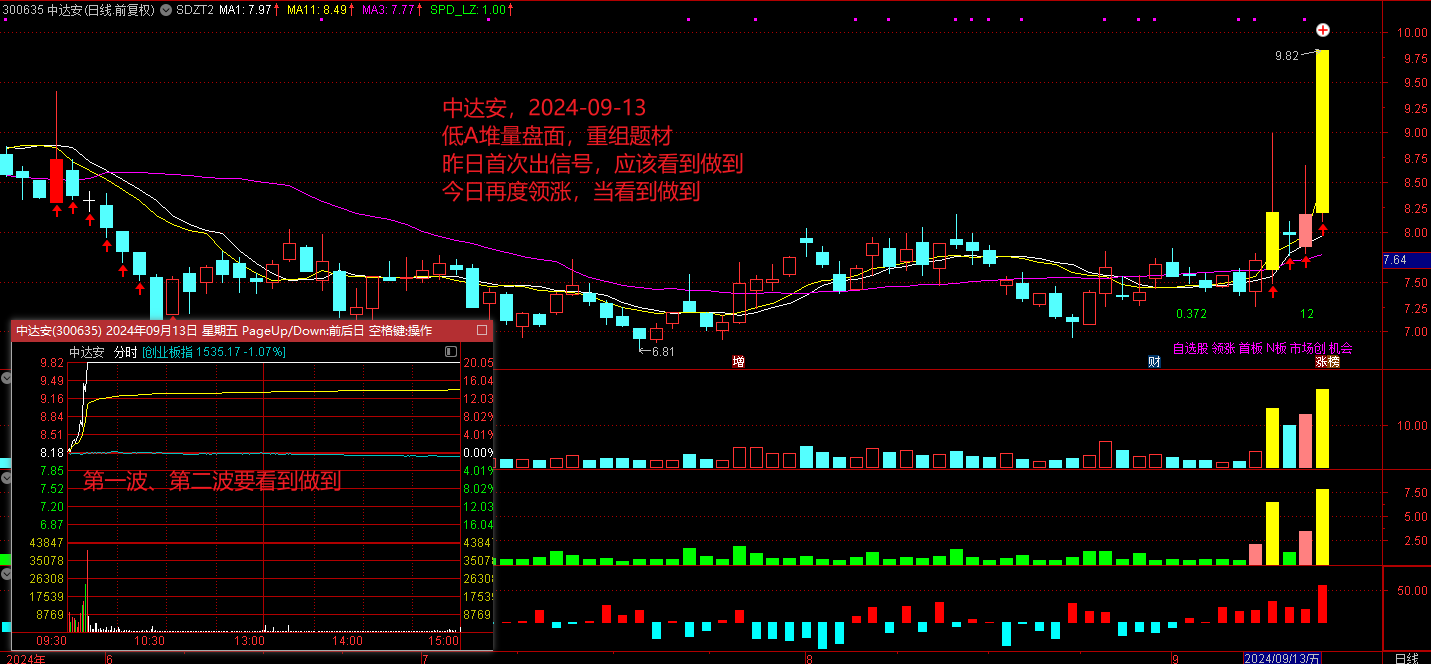 300635 中达安(日线.前复权) SDZT2 MA1: 7.97↑ MA11: 8.49↑ MA3: 7.77↑ SPD_LZ: 1.00↑
10.00
9.82
9.75
9.50
9.25
9.00
8.75
8.50
8.25
8.00
7.64
7.50
7.25
7.00
中达安，2024-09-13
低A堆量盘面，重组题材
昨日首次出信号，应该看到做到
今日再度领涨，当看到做到
←6.81
0.372
12
自选股 领涨 首板 N板 市场创 机会
增
财
涨榜
10.00
7.50
5.00
2.50
50.00
中达安(300635) 2024年09月13日 星期五 PageUp/Down:前后日 空格键:操作
中达安 分时 [创业板指 1535.17 -1.07%]
9.82 20.05
9.49 16.04
9.16 12.03
8.84 8.02%
8.51 4.01%
8.18 0.00%
7.85 4.01%
第一波、第二波要看到做到
7.52 8.02%
7.20 12.03
6.87 16.04
43847 43847
35078 35078
26308 26308
17539 17539
8769 8769
09:30 10:30 13:00 14:00 15:00
2024年 6 7 8 9 2024/09/13/五 日线